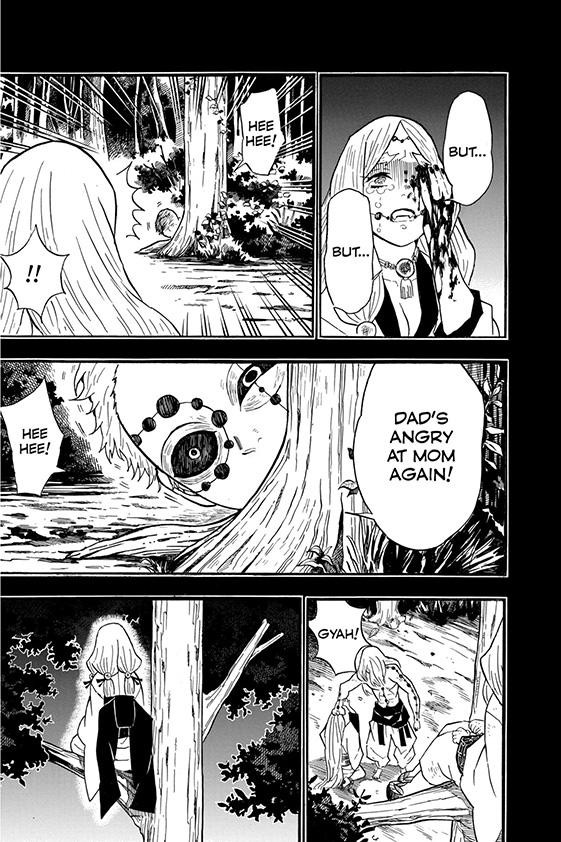 BUT...
BUT...
HEE
HEE!
!!
DAD'S
ANGRY
AT MOM
AGAIN!
HEE
HEE!
GYAH!